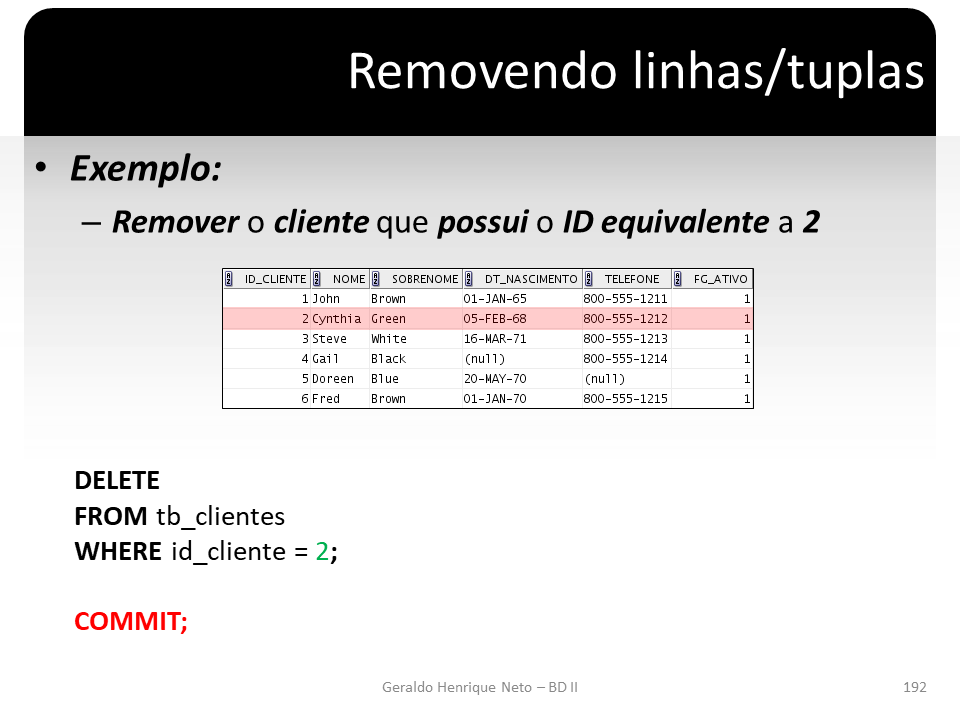 Removendo linhas/tuplas
• Exemplo:
– Remover o cliente que possui o ID equivalente a 2
ID_CLIENTE NOME SOBRENOME DT_NASCIMENTO TELEFONE FG_ATIVO
1 John Brown 01-JAN-65 800-555-1211 1
2 Cynthia Green 05-FEB-68 800-555-1212 1
3 Steve White 16-MAR-71 800-555-1213 1
4 Gail Black (null) 800-555-1214 1
5 Doreen Blue 20-MAY-70 (null) 1
6 Fred Brown 01-JAN-70 800-555-1215 1
DELETE
FROM tb_clientes
WHERE id_cliente = 2;
COMMIT;
Geraldo Henrique Neto – BD II 192